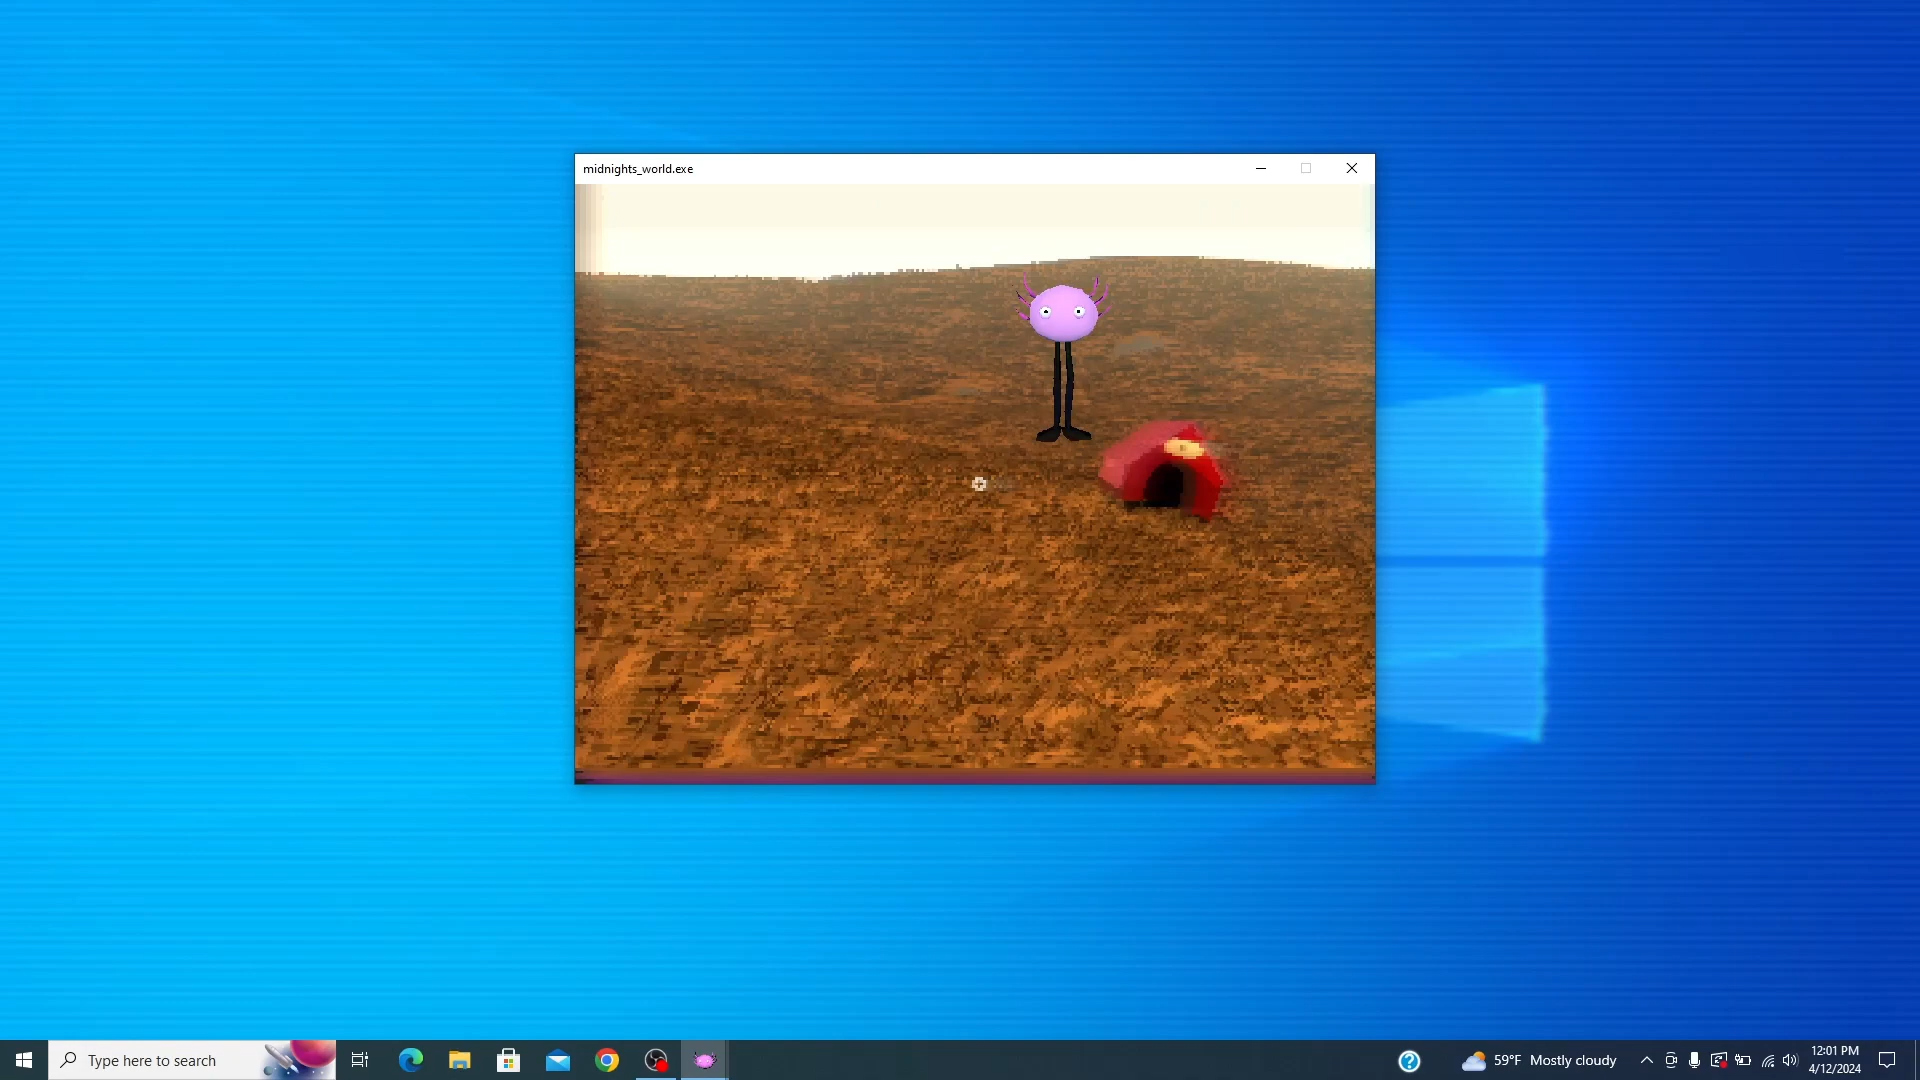 midnights_world.exe
Type here to search
59°F Mostly cloudy
12:01 PM
4/12/2024